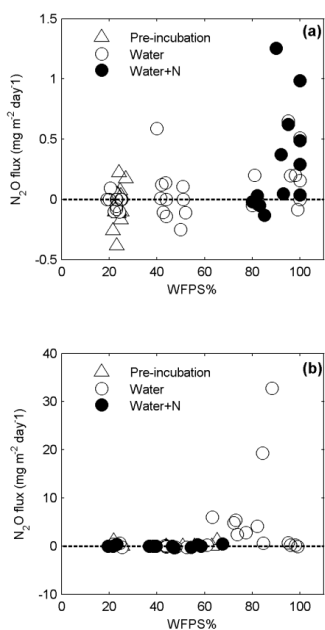 (a)
Pre-incubation
Water
Water+N
1.5
1
0.5
0
-0.5
N₂O flux (mg m⁻² day⁻¹)
0 20 40 60 80 100
WFPS%
(b)
Pre-incubation
Water
Water+N
40
30
20
10
0
-10
N₂O flux (mg m⁻² day⁻¹)
0 20 40 60 80 100
WFPS%